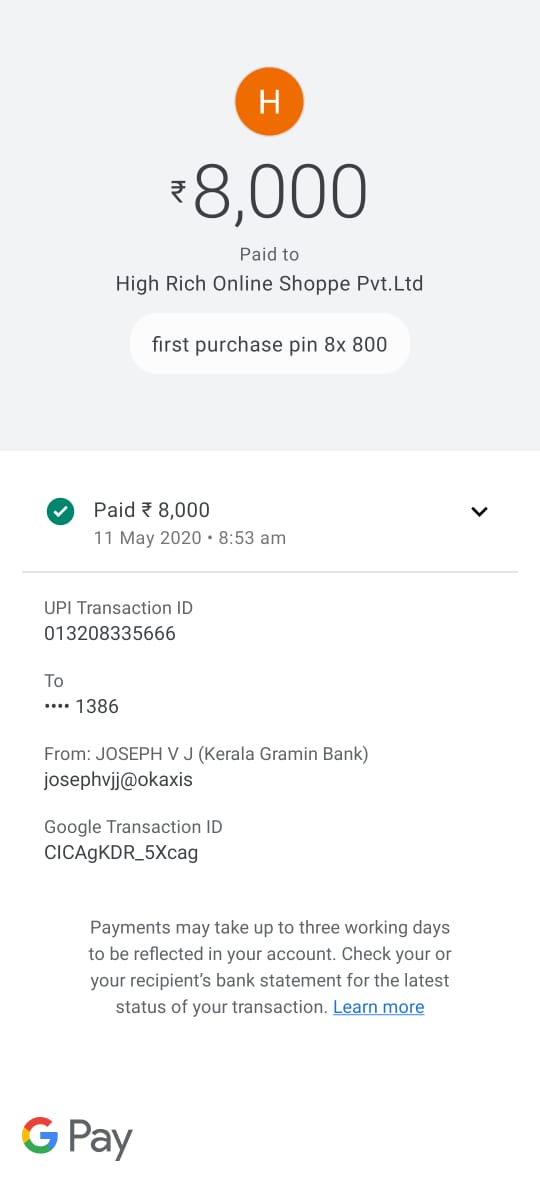 H
₹8,000
Paid to
High Rich Online Shoppe Pvt.Ltd
first purchase pin 8x 800
Paid ₹ 8,000
11 May 2020 • 8:53 am
UPI Transaction ID
013208335666
To
•••• 1386
From: JOSEPH V J (Kerala Gramin Bank)
josephvjj@okaxis
Google Transaction ID
CICAgKDR_5Xcag
Payments may take up to three working days
to be reflected in your account. Check your or
your recipient’s bank statement for the latest
status of your transaction. Learn more
G Pay